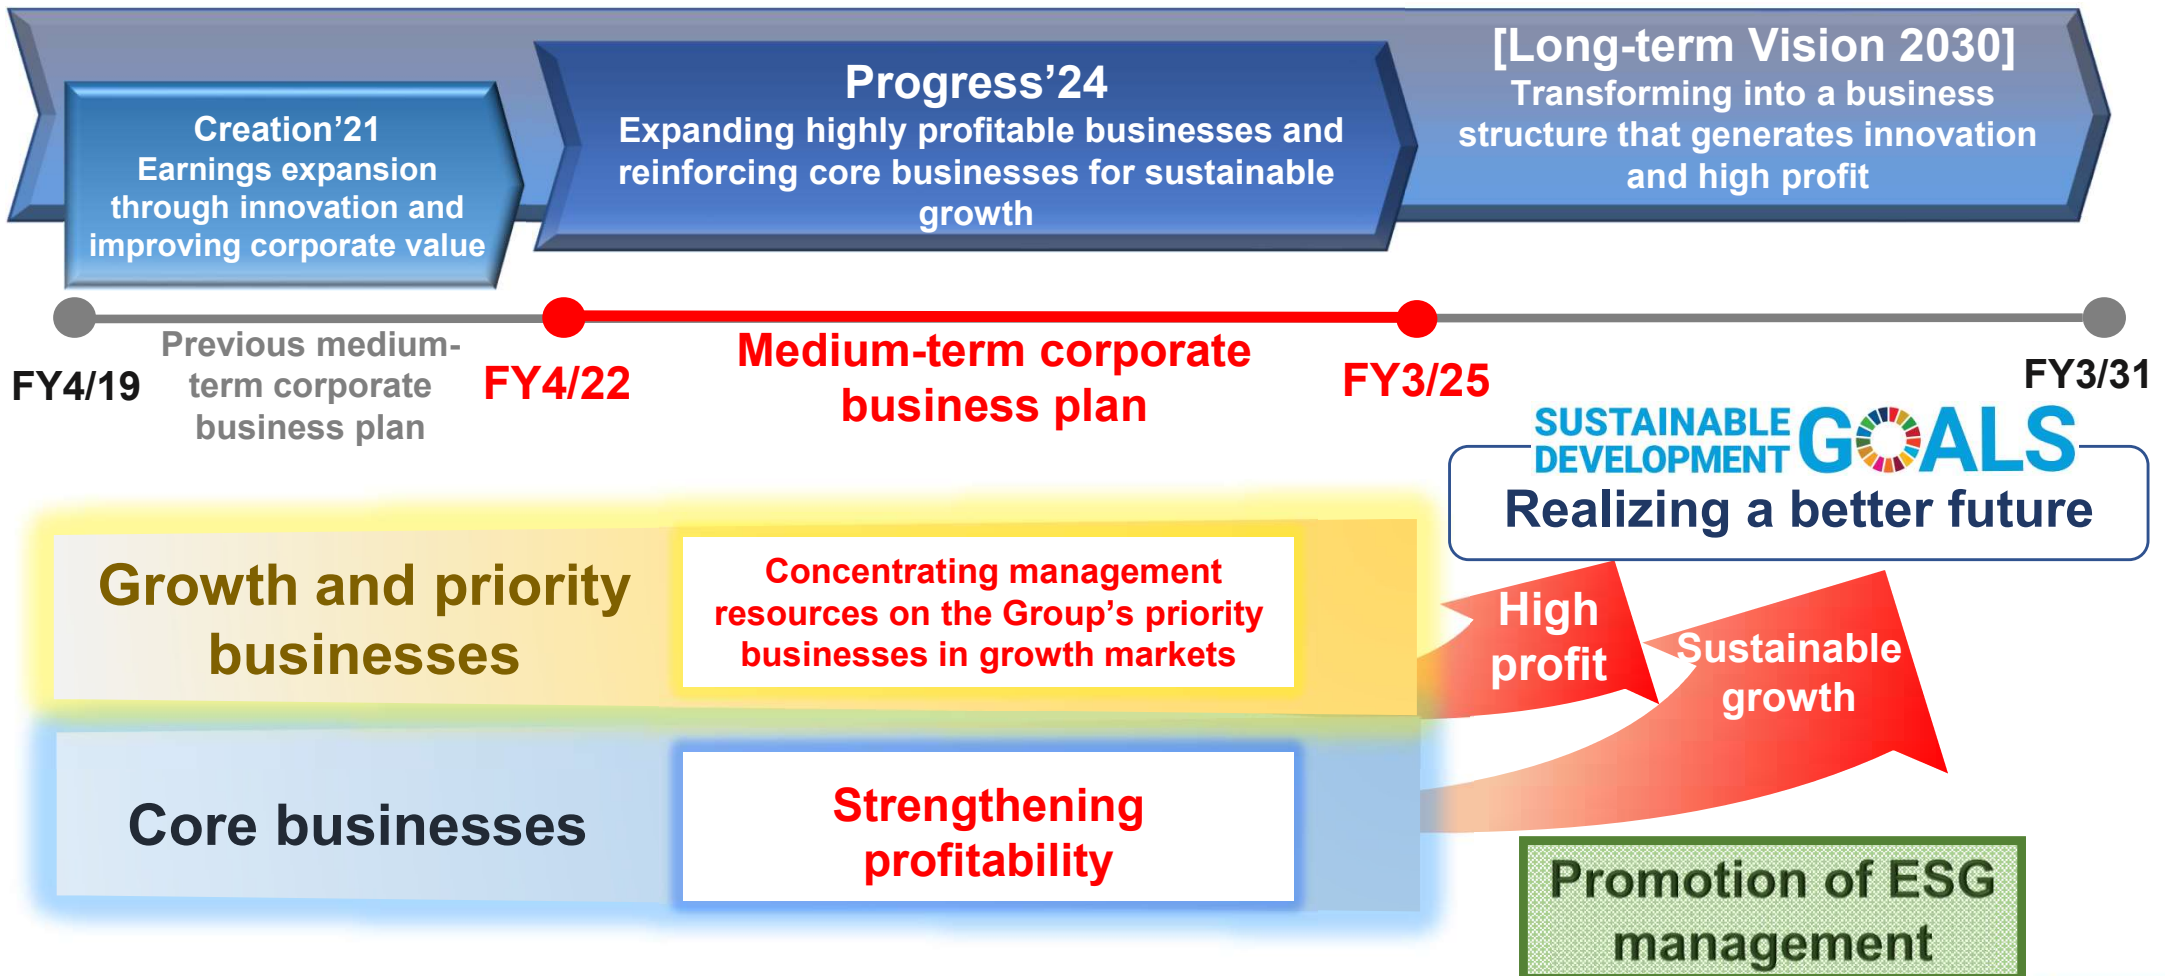 Creation’21
Earnings expansion
through innovation and
improving corporate value
Progress’24
Expanding highly profitable businesses and
reinforcing core businesses for sustainable
growth
[Long-term Vision 2030]
Transforming into a business
structure that generates innovation
and high profit
FY4/19
Previous medium-
term corporate
business plan
FY4/22
Medium-term corporate
business plan
FY3/25
FY3/31
SUSTAINABLE
DEVELOPMENT
GOALS
Realizing a better future
Growth and priority
businesses
Concentrating management
resources on the Group’s priority
businesses in growth markets
High
profit
Sustainable
growth
Core businesses
Strengthening
profitability
Promotion of ESG
management